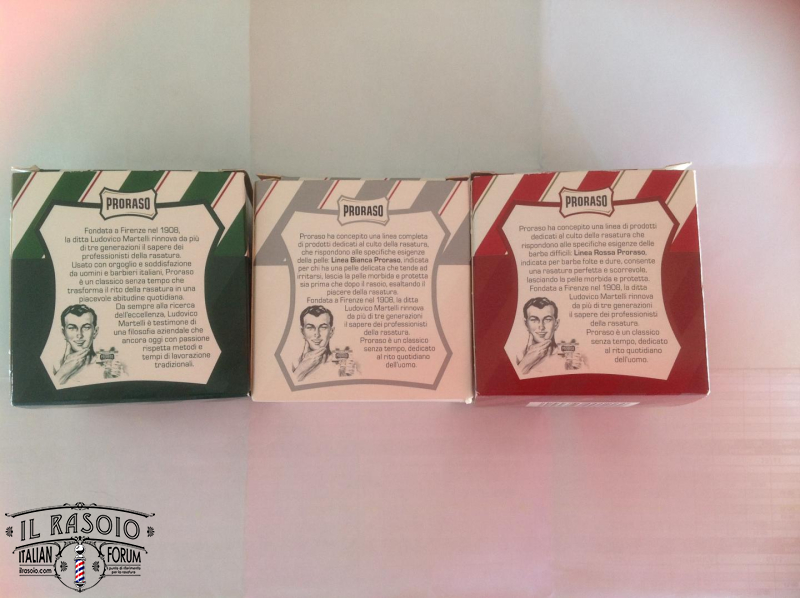 PRORASO
Fondata a Firenze nel 1908,
la ditta Ludovico Martelli rinnova da più
di tre generazioni il sapere dei
professionisti della rasatura.
Usato con orgoglio e soddisfazione
da uomini e barbieri italiani, Proraso
è un classico senza tempo che
trasforma il rito della rasatura in una
piacevole abitudine quotidiana.
Da sempre alla ricerca
dell'eccellenza, Ludovico
Martelli è testimone di
una filosofia aziendale che
ancora oggi con passione
rispetta metodi e
tempi di lavorazione
tradizionali.
PRORASO
Proraso ha concepito una linea completa
di prodotti dedicati al culto della rasatura,
che rispondono alle specifiche esigenze
della pelle: Linea Bianca Proraso, indicata
per chi ha una pelle delicata che tende ad
irritarsi, lascia la pelle morbida e protetta
sia prima che dopo il rasoio, esaltando il
piacere della rasatura.
Fondata a Firenze nel 1908, la ditta
Ludovico Martelli rinnova
da più di tre generazioni
il sapere dei professionisti
della rasatura.
Proraso è un classico
senza tempo, dedicato
al rito quotidiano
dell'uomo.
PRORASO
Proraso ha concepito una linea di prodotti
dedicati al culto della rasatura che
rispondono alle specifiche esigenze delle
barbe difficili: Linea Rossa Proraso,
indicata per barbe folte e dure, consente
una rasatura perfetta e scorrevole,
lasciando la pelle morbida e protetta.
Fondata a Firenze nel 1908, la ditta
Ludovico Martelli rinnova
da più di tre generazioni
il sapere dei professionisti
della rasatura.
Proraso è un classico
senza tempo, dedicato
al rito quotidiano
dell'uomo.
IL RASOIO
ITALIAN FORUM
ilrasoio.com
il punto di riferimento
per la rasatura